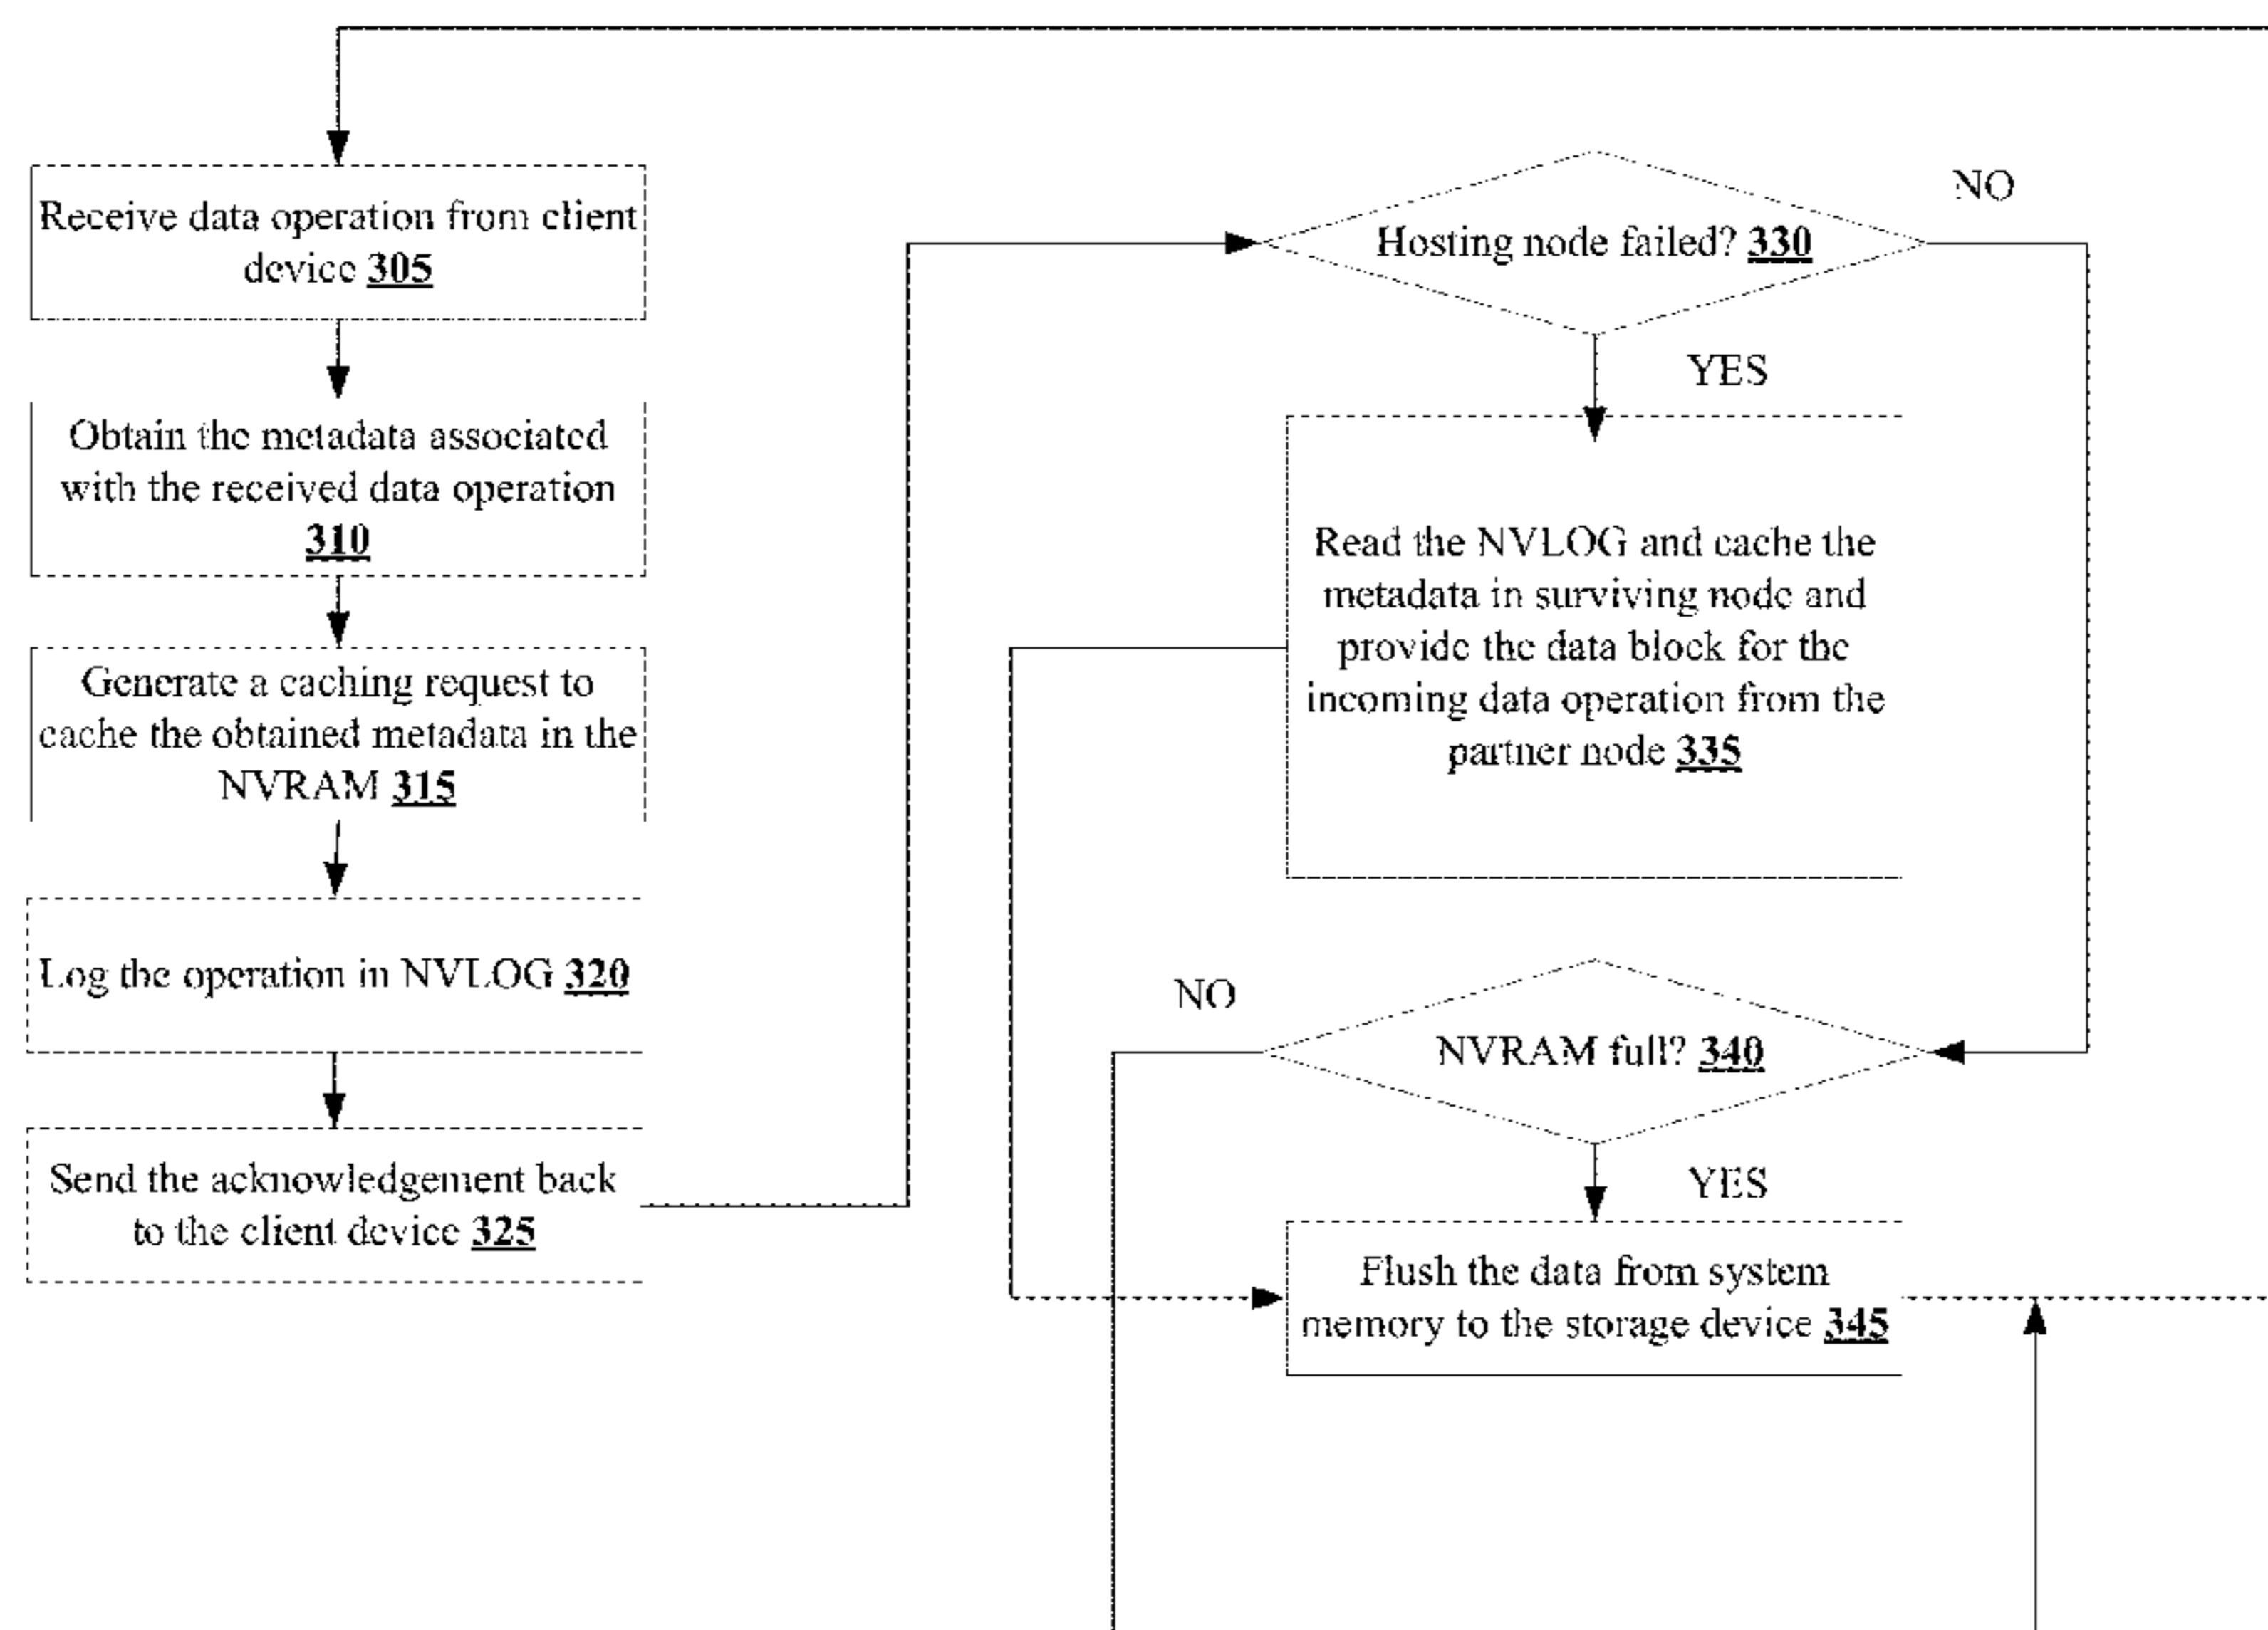 Receive data operation from client
device 305
Obtain the metadata associated
with the received data operation
310
Generate a caching request to
cache the obtained metadata in the
NVRAM 315
Log the operation in NVLOG 320
Send the acknowledgement back
to the client device 325
Hosting node failed? 330
NO
YES
Read the NVLOG and cache the
metadata in surviving node and
provide the data block for the
incoming data operation from the
partner node 335
NO
NVRAM full? 340
YES
Flush the data from system
memory to the storage device 345